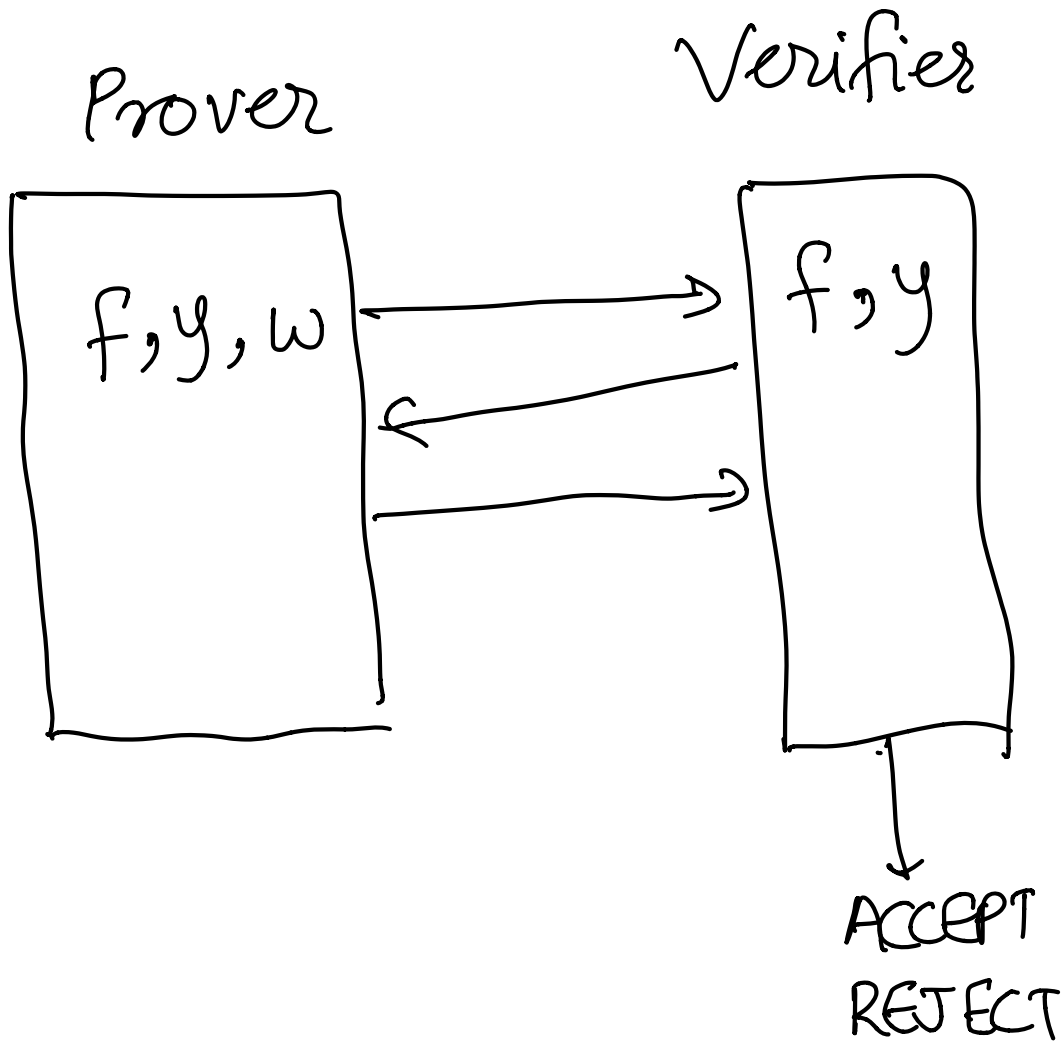 Prover
Verifier
f, y, w
f, y
ACCEPT
REJECT